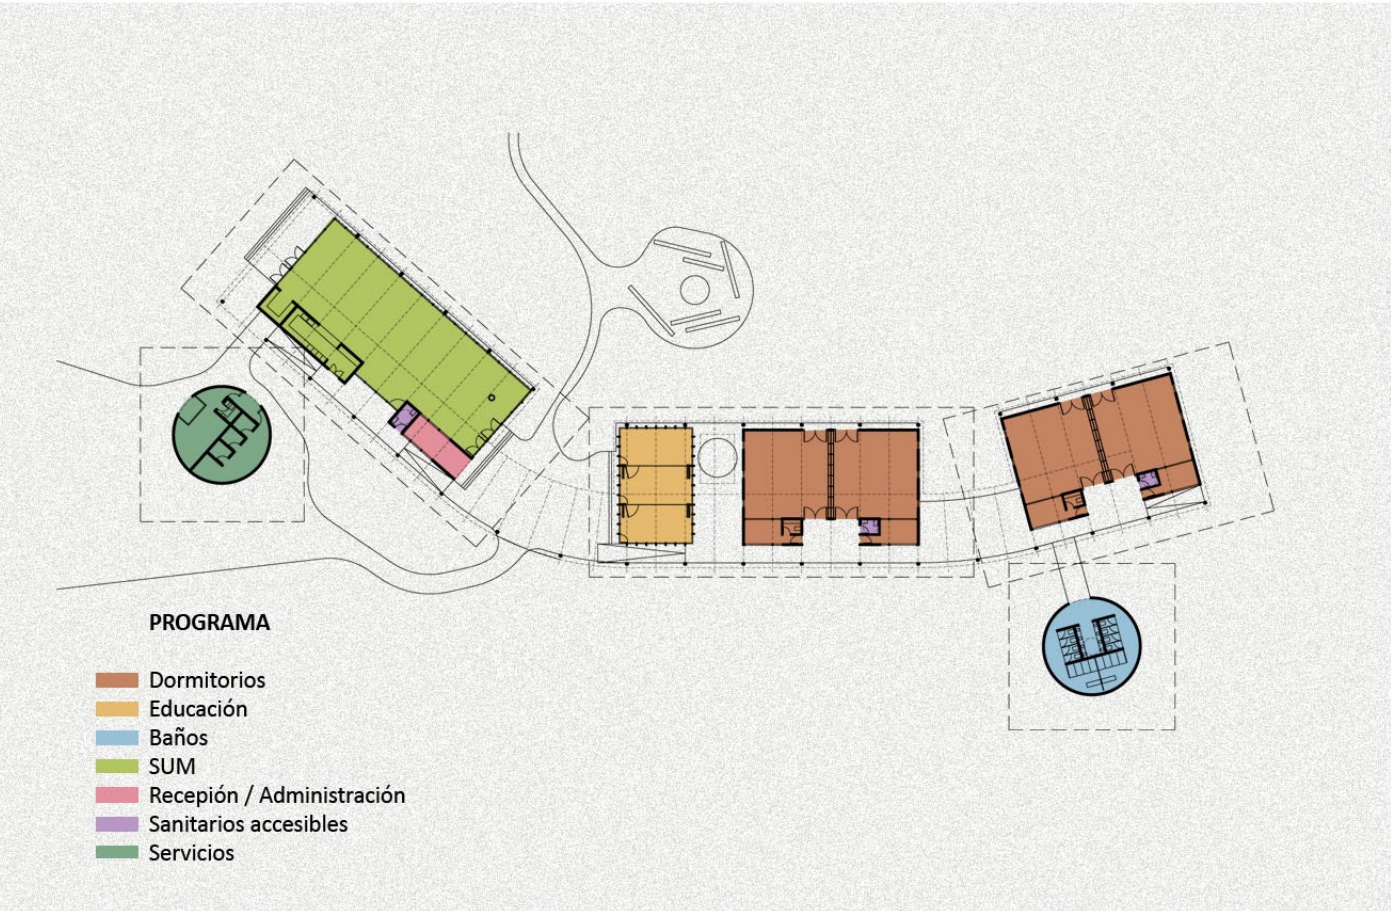 PROGRAMA
Dormitorios
Educación
Baños
SUM
Recepión / Administración
Sanitarios accesibles
Servicios